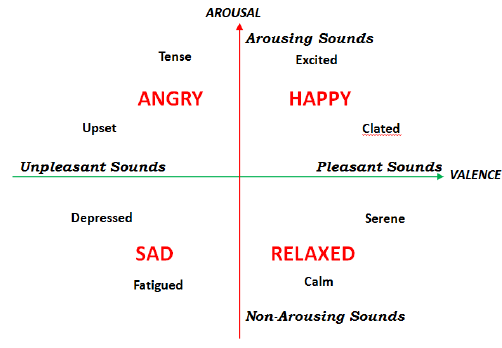 AROUSAL
Arousing Sounds
Tense
Excited
ANGRY
HAPPY
Upset
Clated
Unpleasant Sounds
Pleasant Sounds
VALENCE
Depressed
Serene
SAD
RELAXED
Fatigued
Calm
Non-Arousing Sounds